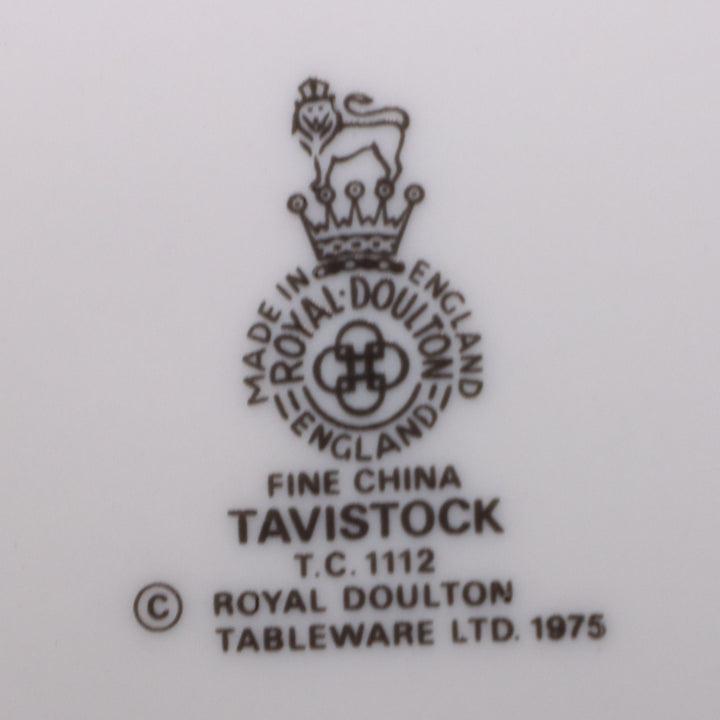 MADE IN ENGLAND
ROYAL·DOULTON
ENGLAND
FINE CHINA
TAVISTOCK
T.C. 1112
© ROYAL DOULTON
TABLEWARE LTD. 1975